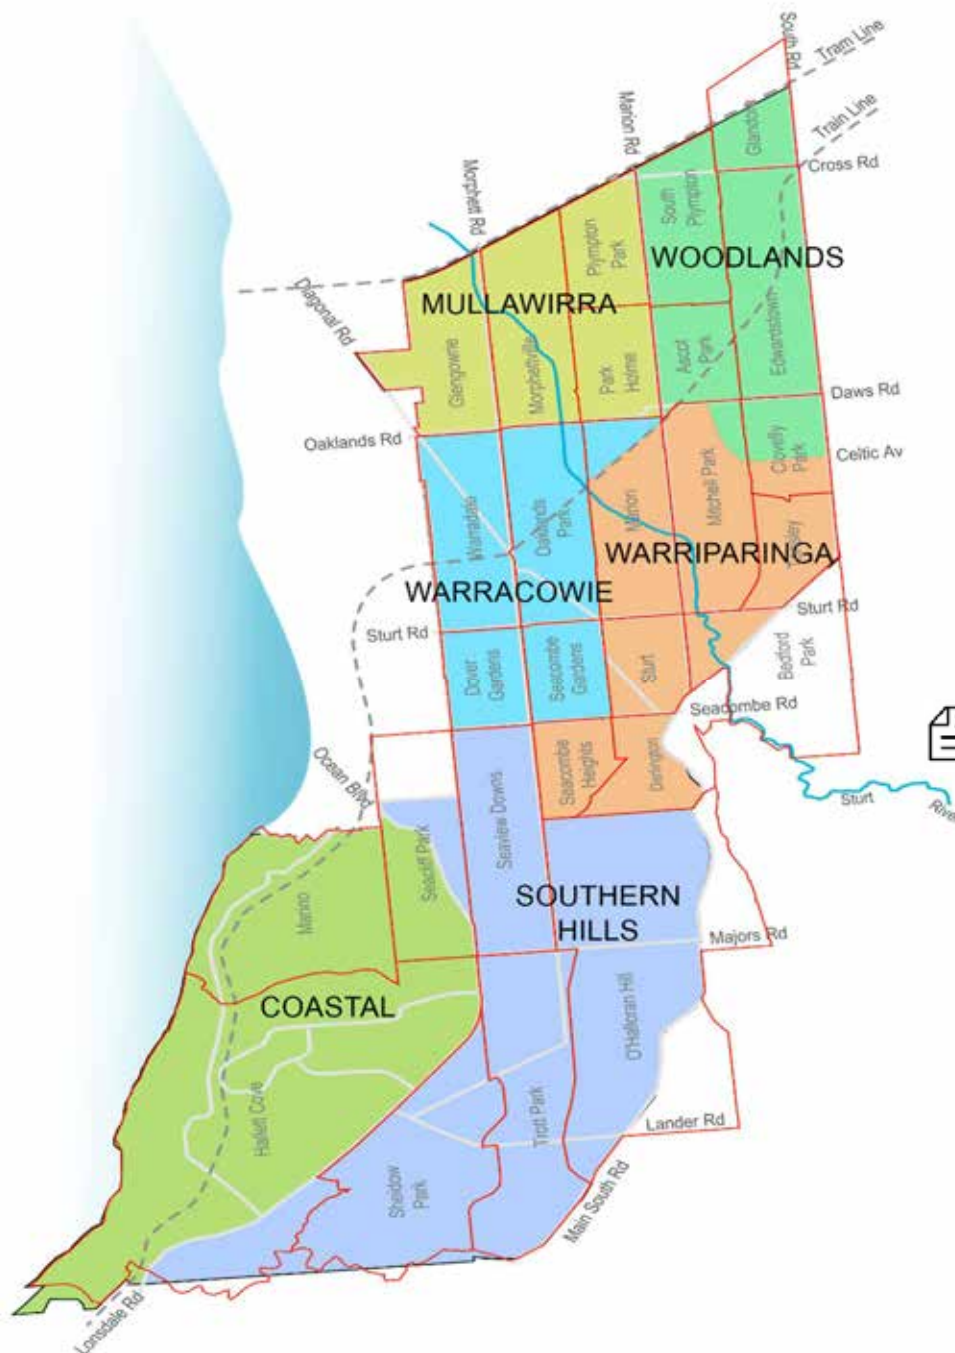 South Rd
Tram Line
Train Line
Marion Rd
Glandore
Cross Rd
Morphett Rd
South
Plympton
Plympton
Park
WOODLANDS
Diagonal Rd
MULLAWIRRA
Glengowrie
Morphettville
Park
Holme
Ascot
Park
Edwardstown
Daws Rd
Oaklands Rd
Celtic Av
Clovelly
Park
Mitchell Park
Marion
Oaklands
Park
Warradale
WARRIPARINGA
WARRACOWIE
Sturt Rd
Sturt Rd
Bedford
Park
Dover
Gardens
Seacombe
Gardens
Sturt
Seacombe Rd
Ocean Blvd
Seacombe
Heights
Darlington
Seaview Downs
Sturt
River
Seacliff Park
Marino
SOUTHERN
HILLS
Majors Rd
COASTAL
O'Halloran Hill
Hallett Cove
Trott Park
Lander Rd
Sheidow
Park
Main South Rd
Lonsdale Rd